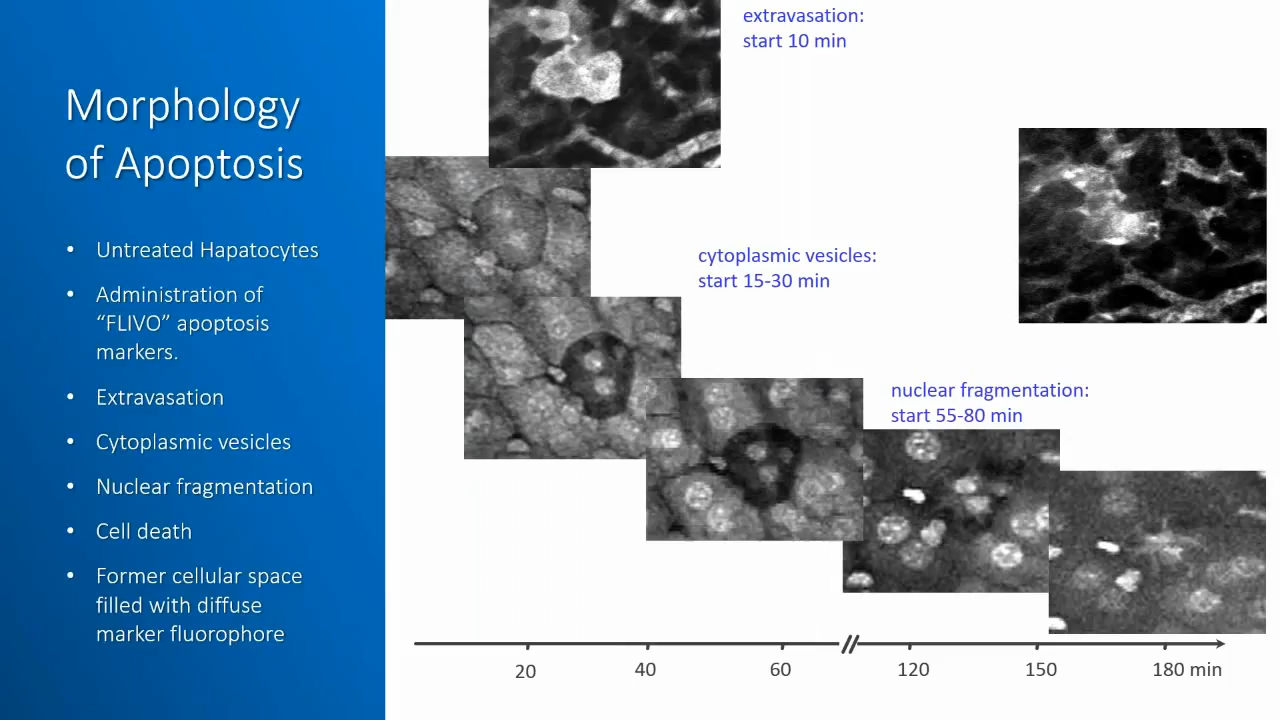 Morphology
of Apoptosis
• Untreated Hapatocytes
• Administration of
“FLIVO” apoptosis
markers.
• Extravasation
• Cytoplasmic vesicles
• Nuclear fragmentation
• Cell death
• Former cellular space
filled with diffuse
marker fluorophore
extravasation:
start 10 min
cytoplasmic vesicles:
start 15-30 min
nuclear fragmentation:
start 55-80 min
20 40 60 120 150 180 min